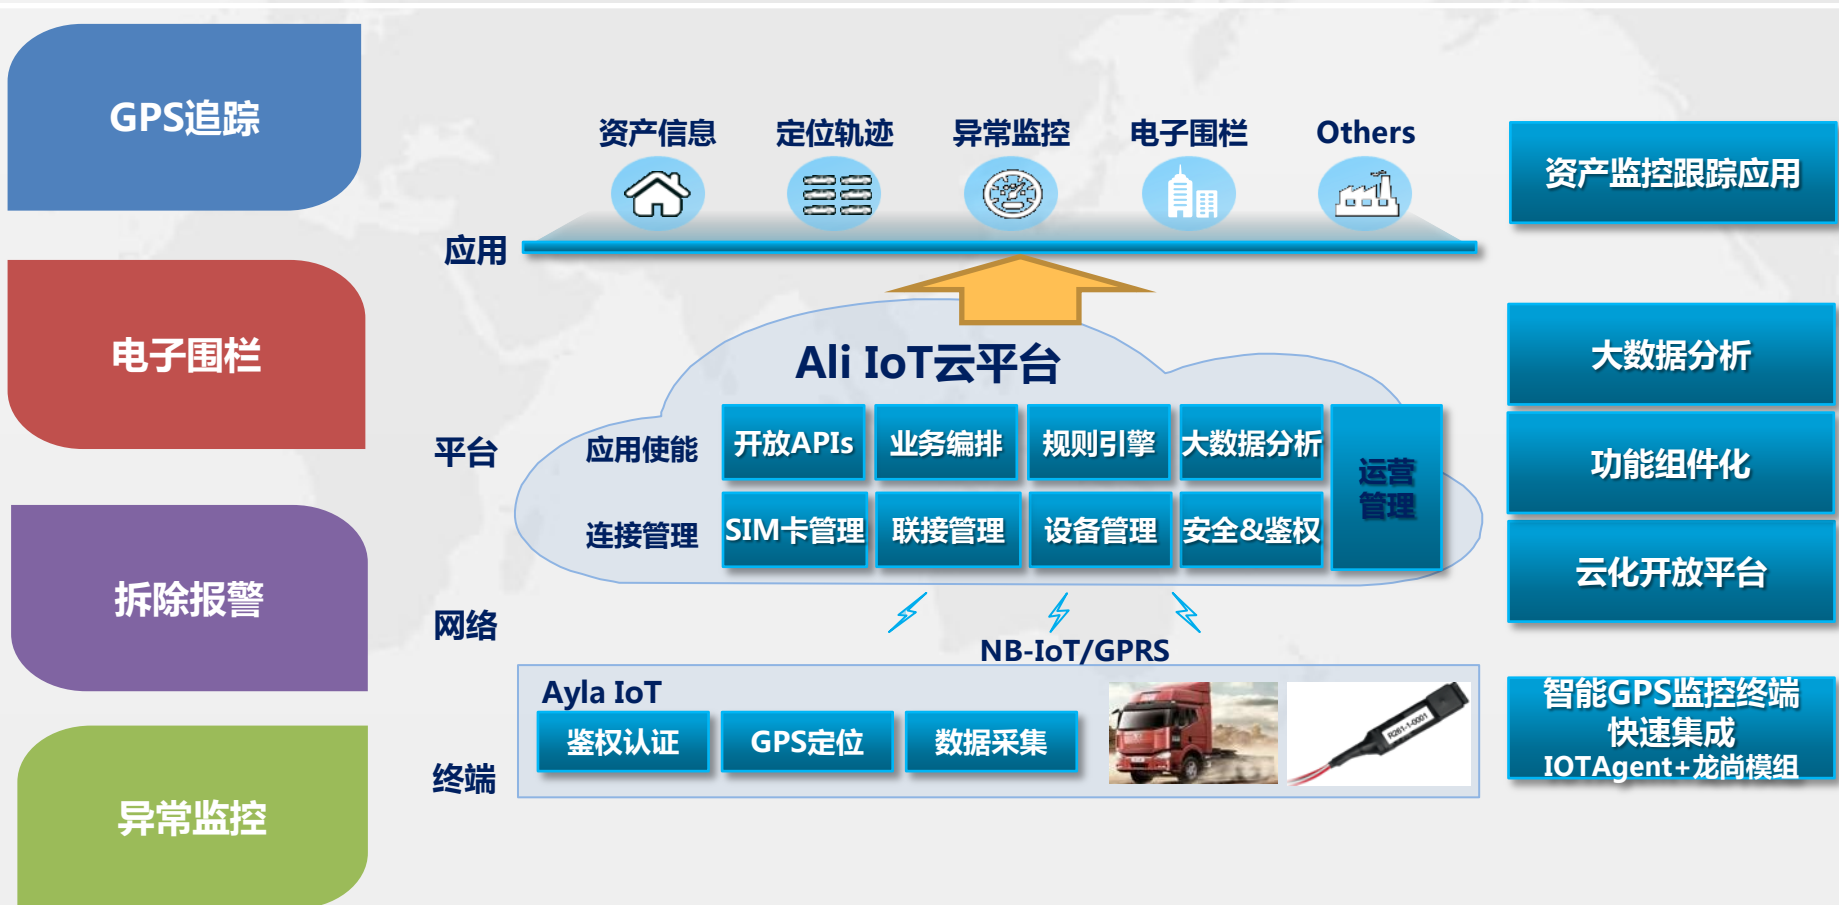 GPS追踪
电子围栏
拆除报警
异常监控
资产信息
定位轨迹
异常监控
电子围栏
Others
应用
Ali IoT云平台
平台
应用使能
开放APIs
业务编排
规则引擎
大数据分析
运营
管理
连接管理
SIM卡管理
联接管理
设备管理
安全&鉴权
网络
NB-IoT/GPRS
终端
Ayla IoT
鉴权认证
GPS定位
数据采集
R261-1-0001
资产监控跟踪应用
大数据分析
功能组件化
云化开放平台
智能GPS监控终端
快速集成
IOTAgent+龙尚模组